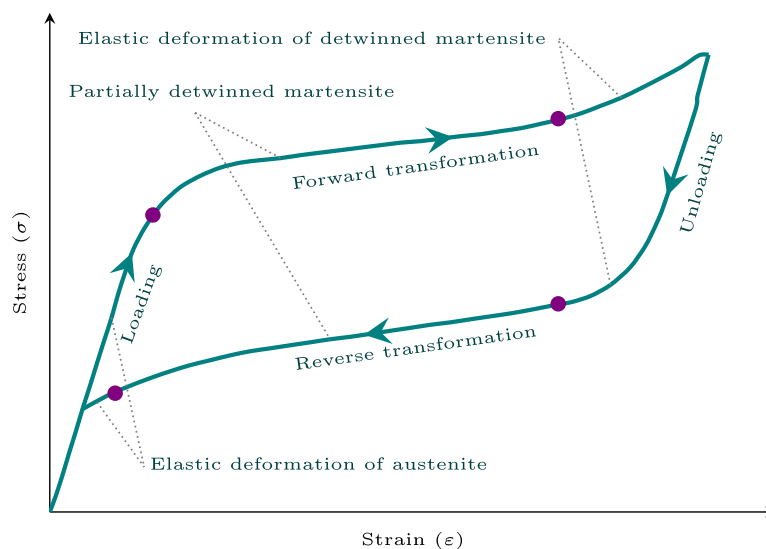 Elastic deformation of detwinned martensite
Partially detwinned martensite
Forward transformation
Unloading
Stress (σ)
Loading
Reverse transformation
Elastic deformation of austenite
Strain (ε)